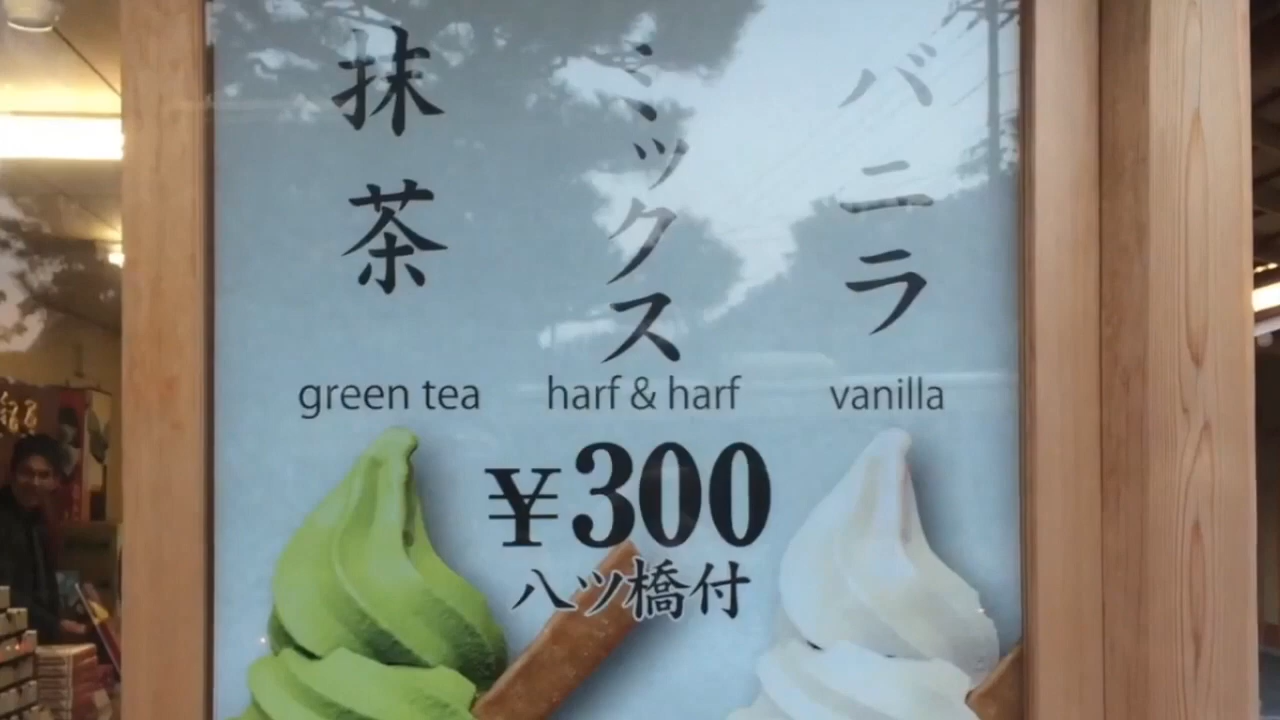 抹茶
ミックス
バニラ
green tea
harf & harf
vanilla
¥300
八ツ橋付